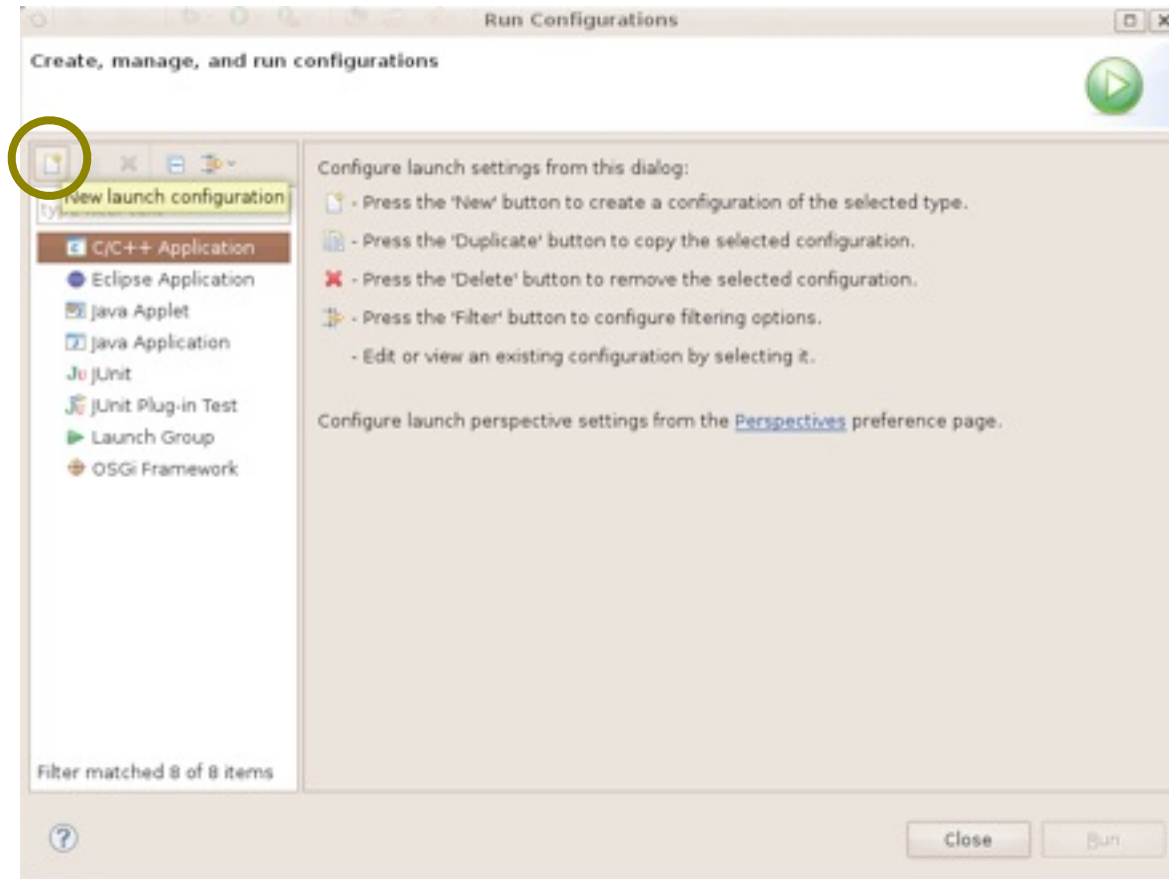 Run Configurations
Create, manage, and run configurations
New launch configuration
C/C++ Application
Eclipse Application
Java Applet
Java Application
Ju JUnit
JUnit Plug-in Test
Launch Group
OSGi Framework
Filter matched 8 of 8 items
Configure launch settings from this dialog:
- Press the 'New' button to create a configuration of the selected type.
- Press the 'Duplicate' button to copy the selected configuration.
- Press the 'Delete' button to remove the selected configuration.
- Press the 'Filter' button to configure filtering options.
- Edit or view an existing configuration by selecting it.
Configure launch perspective settings from the Perspectives preference page.
Close
Run